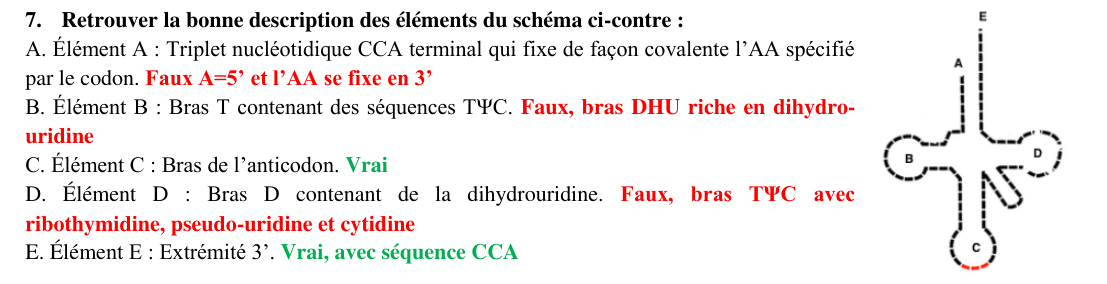 7. Retrouver la bonne description des éléments du schéma ci-contre :
A. Élément A : Triplet nucléotidique CCA terminal qui fixe de façon covalente l’AA spécifié
par le codon. Faux A=5’ et l’AA se fixe en 3’
B. Élément B : Bras T contenant des séquences TΨC. Faux, bras DHU riche en dihydro-
uridine
C. Élément C : Bras de l’anticodon. Vrai
D. Élément D : Bras D contenant de la dihydrouridine. Faux, bras TΨC avec
ribothymidine, pseudo-uridine et cytidine
E. Élément E : Extrémité 3’. Vrai, avec séquence CCA
E
A
B
D
C